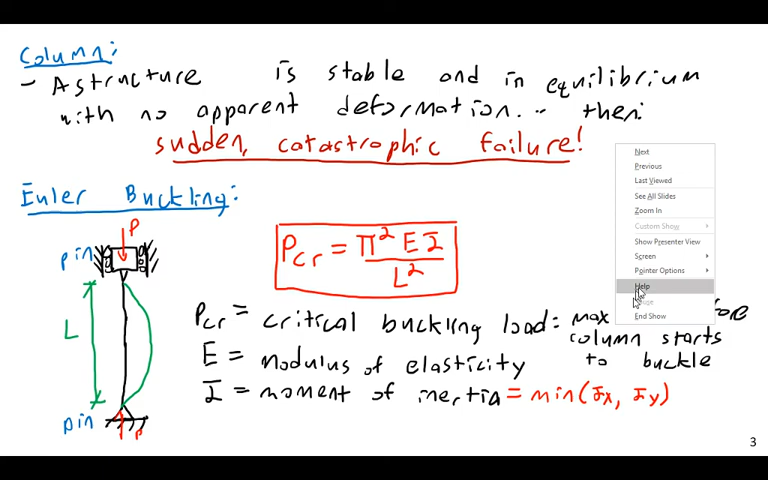 Column:
- A structure is stable and in equilibrium
with no apparent deformation... then:
sudden, catastrophic failure!
Euler Buckling:
P
pin
L
pin
P
Pcr = π² E I / L²
Pcr = critical buckling load: max
column starts
to buckle
E = modulus of elasticity
I = moment of inertia = min(Ix, Iy)
Next
Previous
Last Viewed
See All Slides
Zoom In
Custom Show
Show Presenter View
Screen
Pointer Options
Help
End Show
3